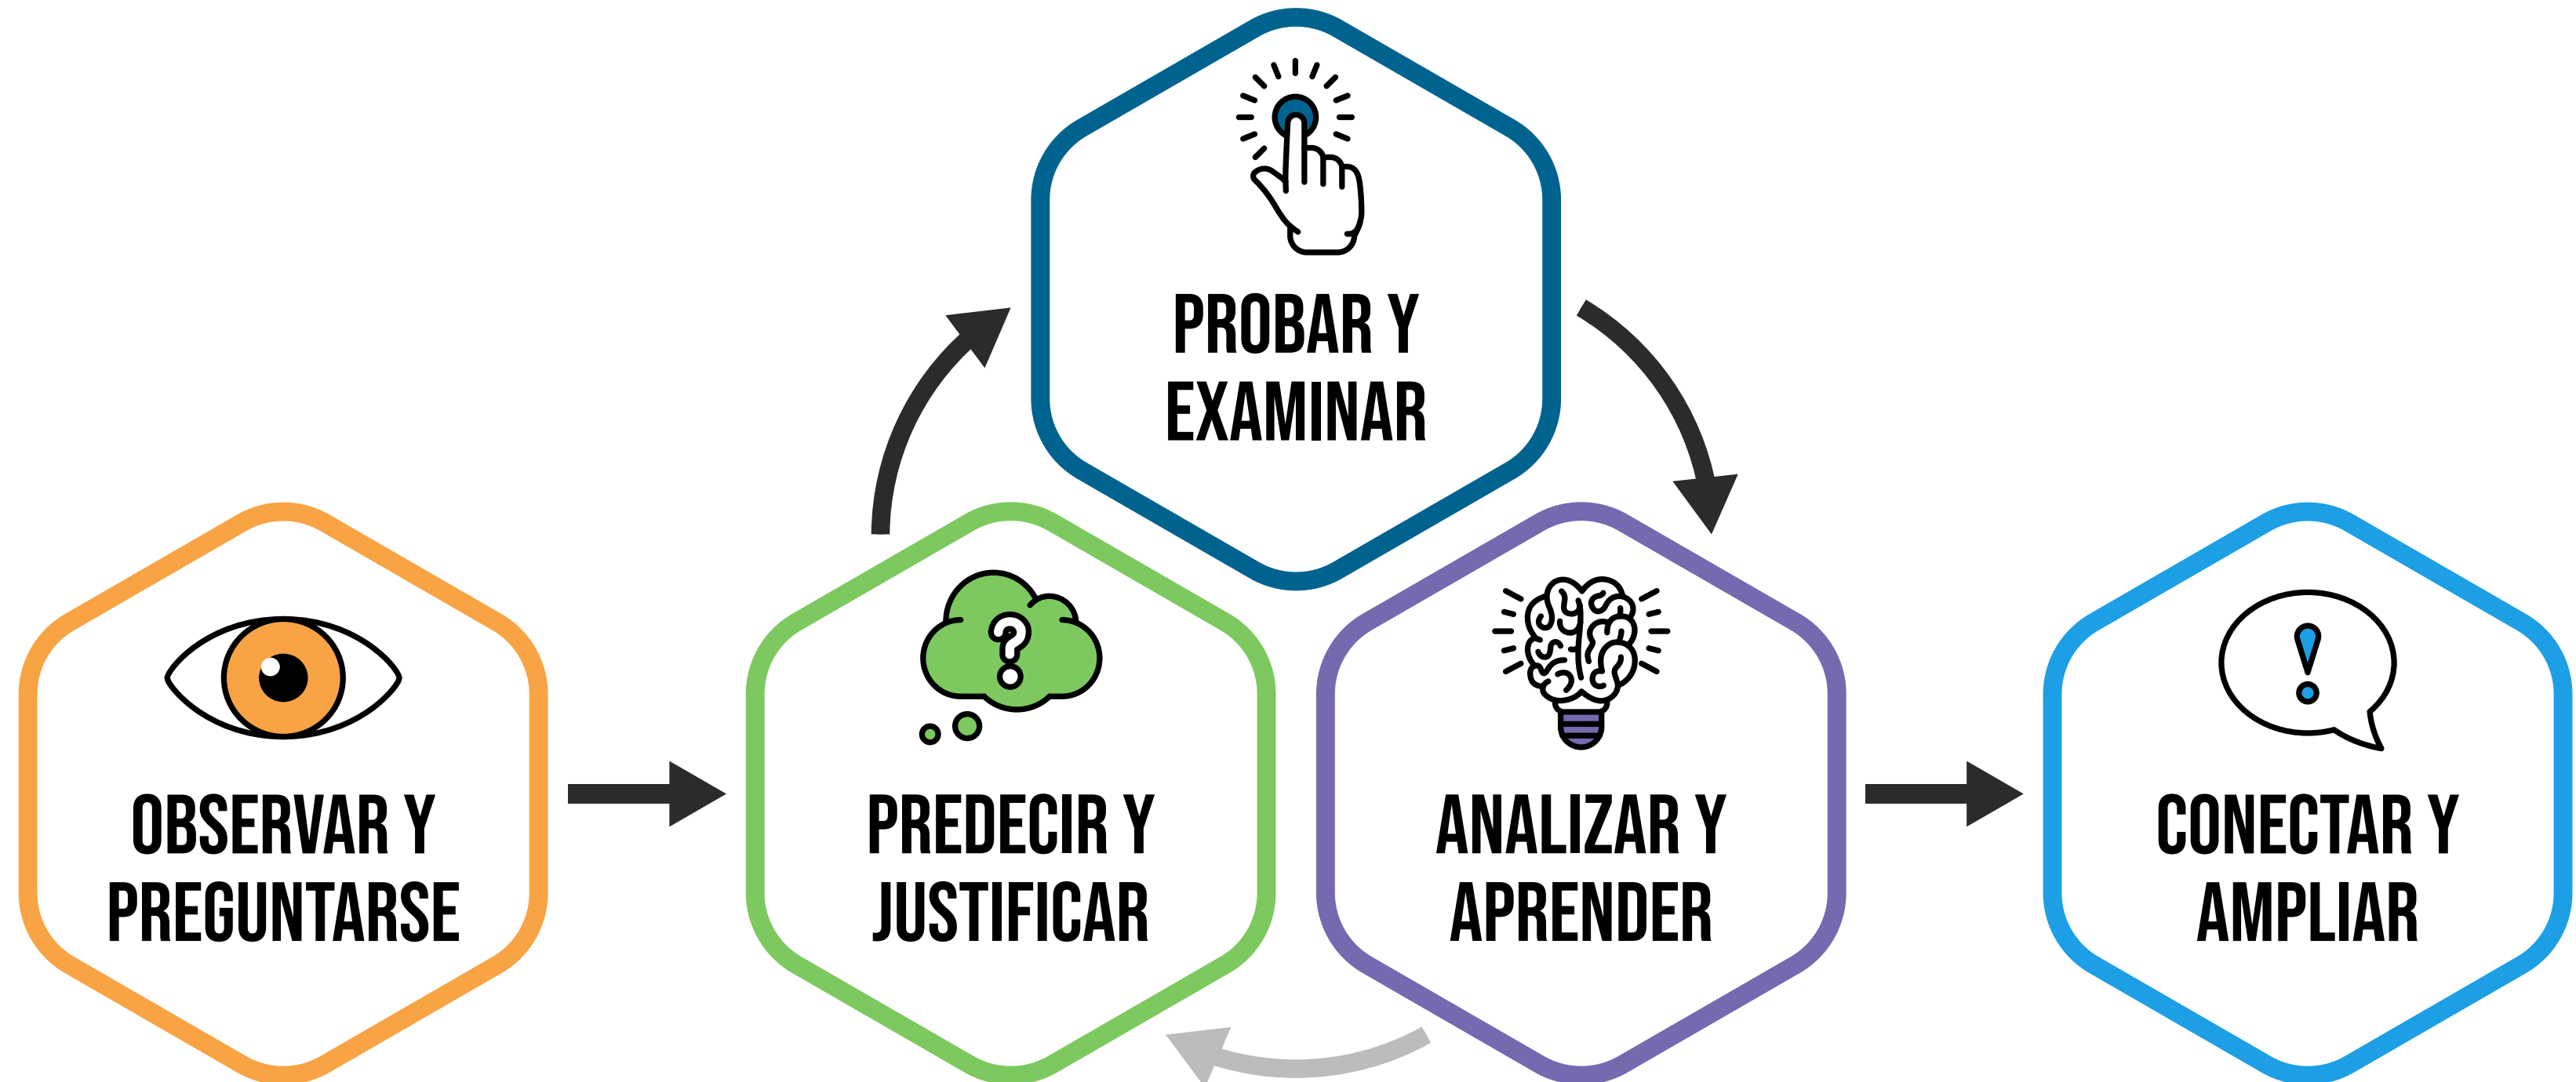 OBSERVAR Y
PREGUNTARSE
PREDECIR Y
JUSTIFICAR
PROBAR Y
EXAMINAR
ANALIZAR Y
APRENDER
CONECTAR Y
AMPLIAR